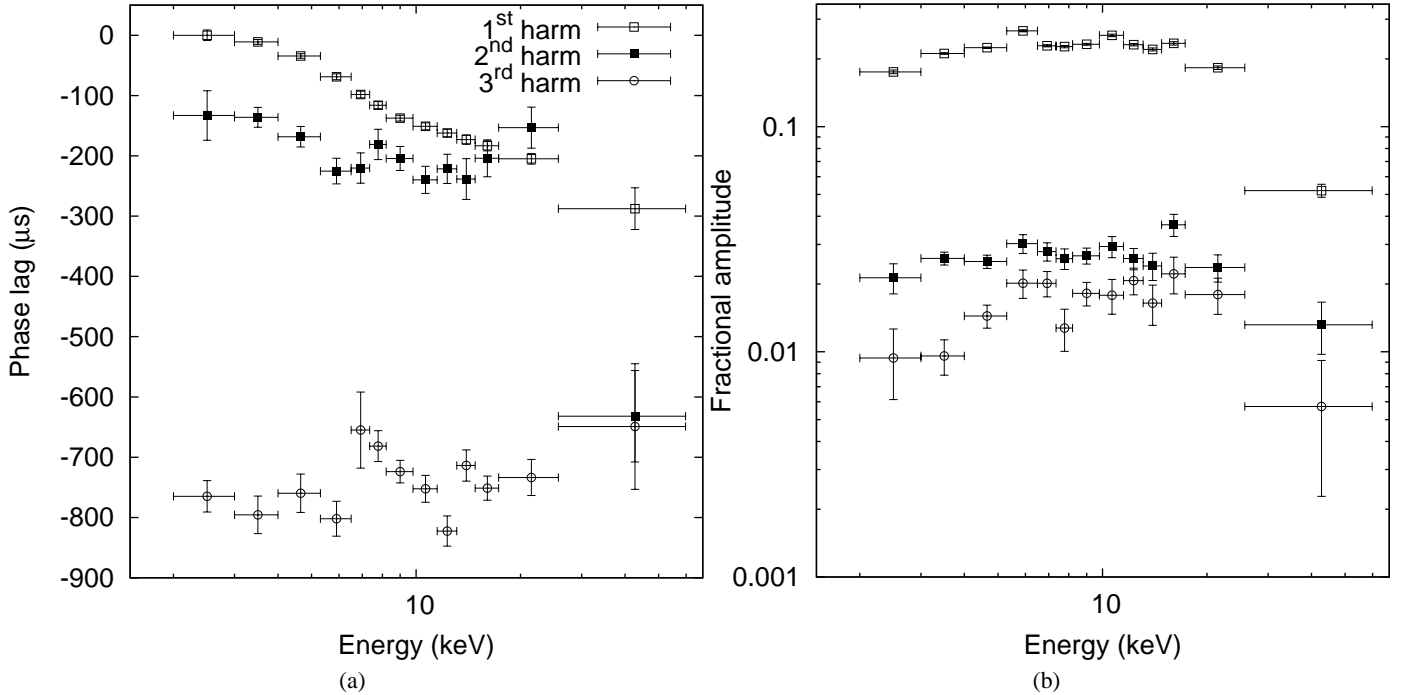 0
-100
-200
-300
-400
-500
-600
-700
-800
-900
Phase lag (μs)
1st harm
2nd harm
3rd harm
10
Energy (keV)
(a)
0.1
0.01
0.001
Fractional amplitude
10
Energy (keV)
(b)